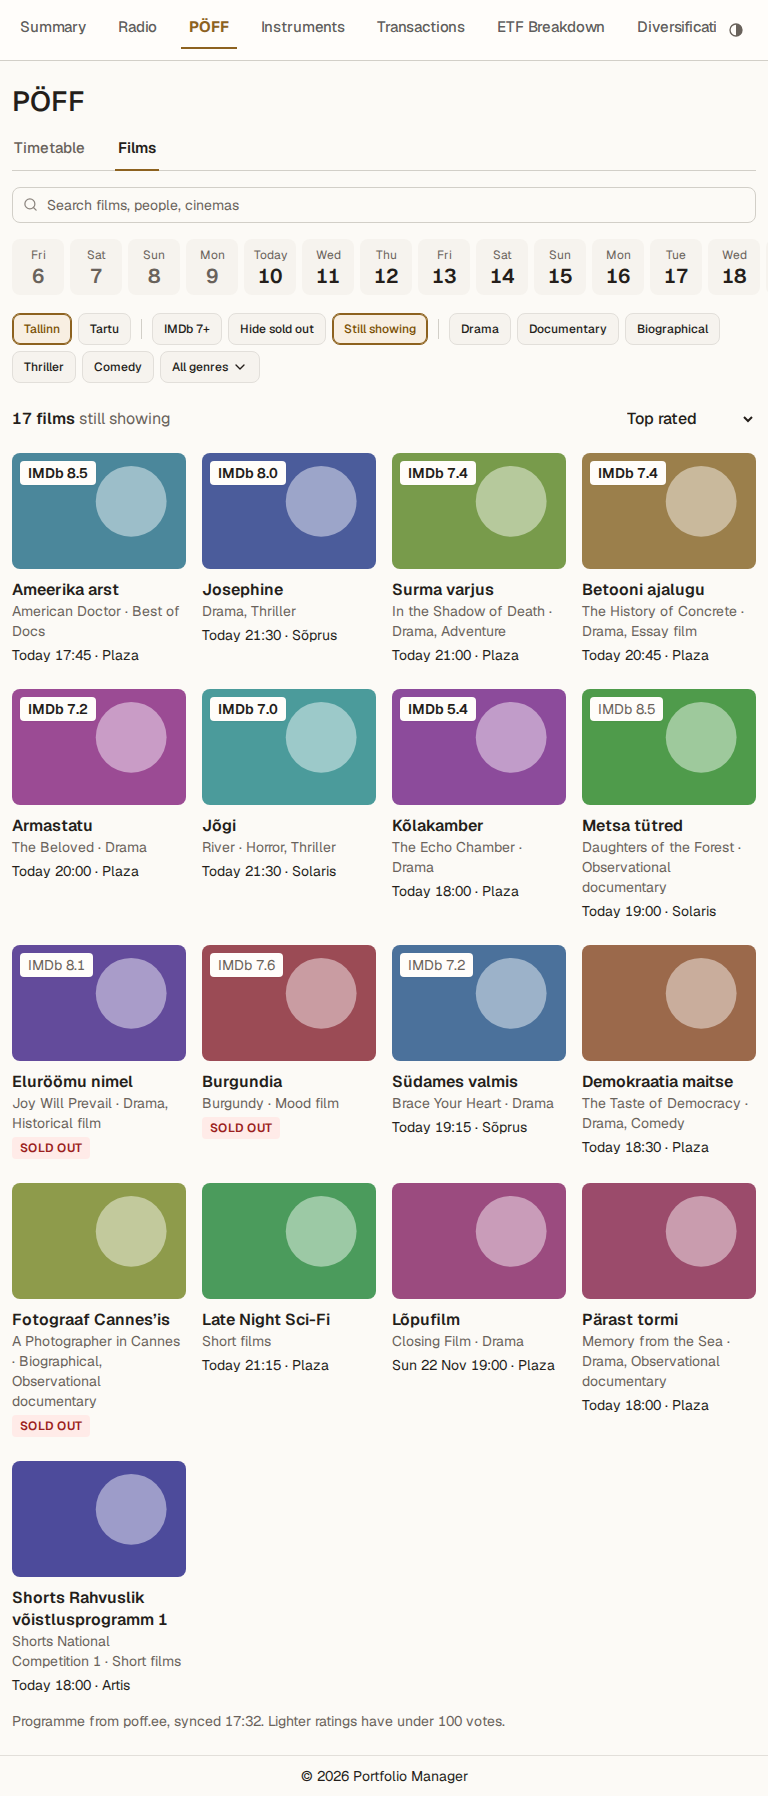 Summary Radio PÖFF Instruments Transactions ETF Breakdown Diversificati
PÖFF
Timetable Films
Search films, people, cinemas
Fri Sat Sun Mon Today Wed Thu Fri Sat Sun Mon Tue Wed
6 7 8 9 10 11 12 13 14 15 16 17 18
Tallinn Tartu IMDb 7+ Hide sold out Still showing Drama Documentary Biographical
Thriller Comedy All genres
17 films still showing Top rated
IMDb 8.5
Ameerika arst
American Doctor · Best of
Docs
Today 17:45 · Plaza
IMDb 8.0
Josephine
Drama, Thriller
Today 21:30 · Sõprus
IMDb 7.4
Surma varjus
In the Shadow of Death ·
Drama, Adventure
Today 21:00 · Plaza
IMDb 7.4
Betooni ajalugu
The History of Concrete ·
Drama, Essay film
Today 20:45 · Plaza
IMDb 7.2
Armastatu
The Beloved · Drama
Today 20:00 · Plaza
IMDb 7.0
Jõgi
River · Horror, Thriller
Today 21:30 · Solaris
IMDb 5.4
Kõlakamber
The Echo Chamber ·
Drama
Today 18:00 · Plaza
IMDb 8.5
Metsa tütred
Daughters of the Forest ·
Observational
documentary
Today 19:00 · Solaris
IMDb 8.1
Eluröömu nimel
Joy Will Prevail · Drama,
Historical film
SOLD OUT
IMDb 7.6
Burgundia
Burgundy · Mood film
SOLD OUT
IMDb 7.2
Südames valmis
Brace Your Heart · Drama
Today 19:15 · Sõprus
Demokraatia maitse
The Taste of Democracy ·
Drama, Comedy
Today 18:30 · Plaza
Fotograaf Cannes’is
A Photographer in Cannes
· Biographical,
Observational
documentary
SOLD OUT
Late Night Sci-Fi
Short films
Today 21:15 · Plaza
Lõpufilm
Closing Film · Drama
Sun 22 Nov 19:00 · Plaza
Pärast tormi
Memory from the Sea ·
Drama, Observational
documentary
Today 18:00 · Plaza
Shorts Rahvuslik
võistlusprogramm 1
Shorts National
Competition 1 · Short films
Today 18:00 · Artis
Programme from poff.ee, synced 17:32. Lighter ratings have under 100 votes.
© 2026 Portfolio Manager